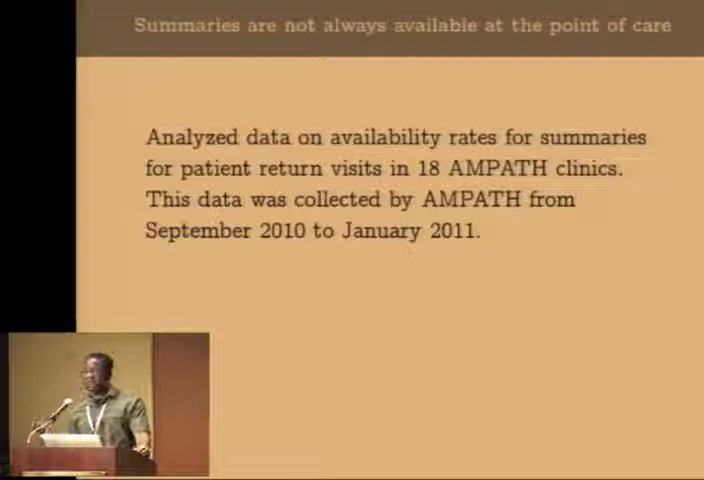 Summaries are not always available at the point of care
Analyzed data on availability rates for summaries
for patient return visits in 18 AMPATH clinics.
This data was collected by AMPATH from
September 2010 to January 2011.